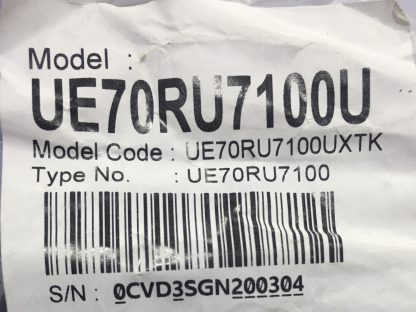 Model :
UE70RU7100U
Model Code : UE70RU7100UXTK
Type No. : UE70RU7100
S/N : 0CVD3SGN200304